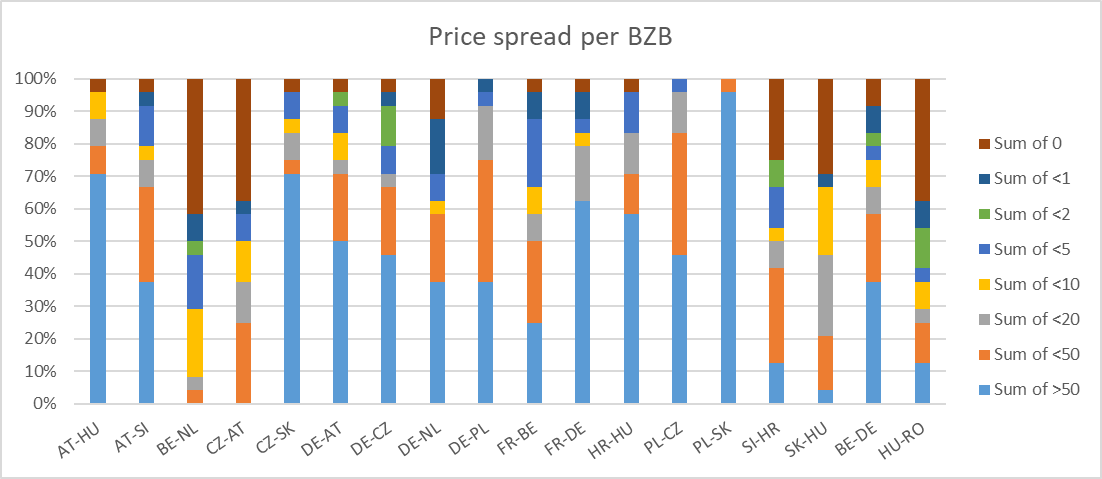 Price spread per BZB
100%
90%
80%
70%
60%
50%
40%
30%
20%
10%
0%
AT-HU
AT-SI
BE-NL
CZ-AT
CZ-SK
DE-AT
DE-CZ
DE-NL
DE-PL
FR-BE
FR-DE
HR-HU
PL-CZ
PL-SK
SI-HR
SK-HU
BE-DE
HU-RO
Sum of 0
Sum of <1
Sum of <2
Sum of <5
Sum of <10
Sum of <20
Sum of <50
Sum of >50